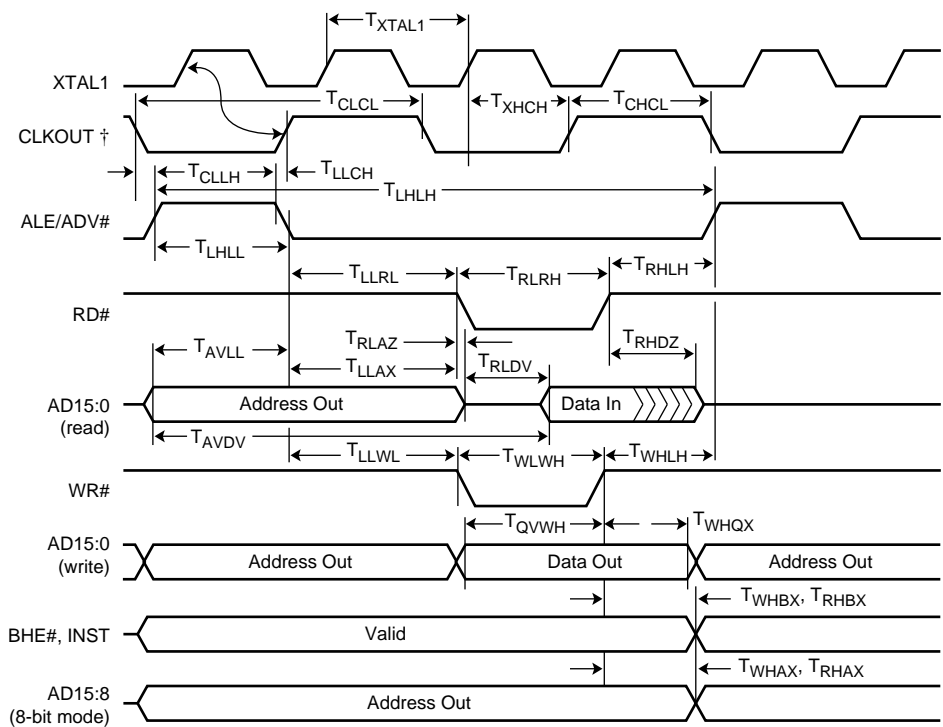 TXTAL1
XTAL1
TCLCL
TXHCH
TCHCL
CLKOUT †
TCLLH
TLLCH
TLHLH
ALE/ADV#
TLHLL
TLLRL
TRLRH
TRHLH
RD#
TAVLL
TRLAZ
TLLAX
TRLDV
TRHDZ
AD15:0
(read)
Address Out
Data In
TAVDV
TLLWL
TWLWH
TWHLH
WR#
TQVWH
TWHQX
AD15:0
(write)
Address Out
Data Out
Address Out
TWHBX, TRHBX
BHE#, INST
Valid
TWHAX, TRHAX
AD15:8
(8-bit mode)
Address Out